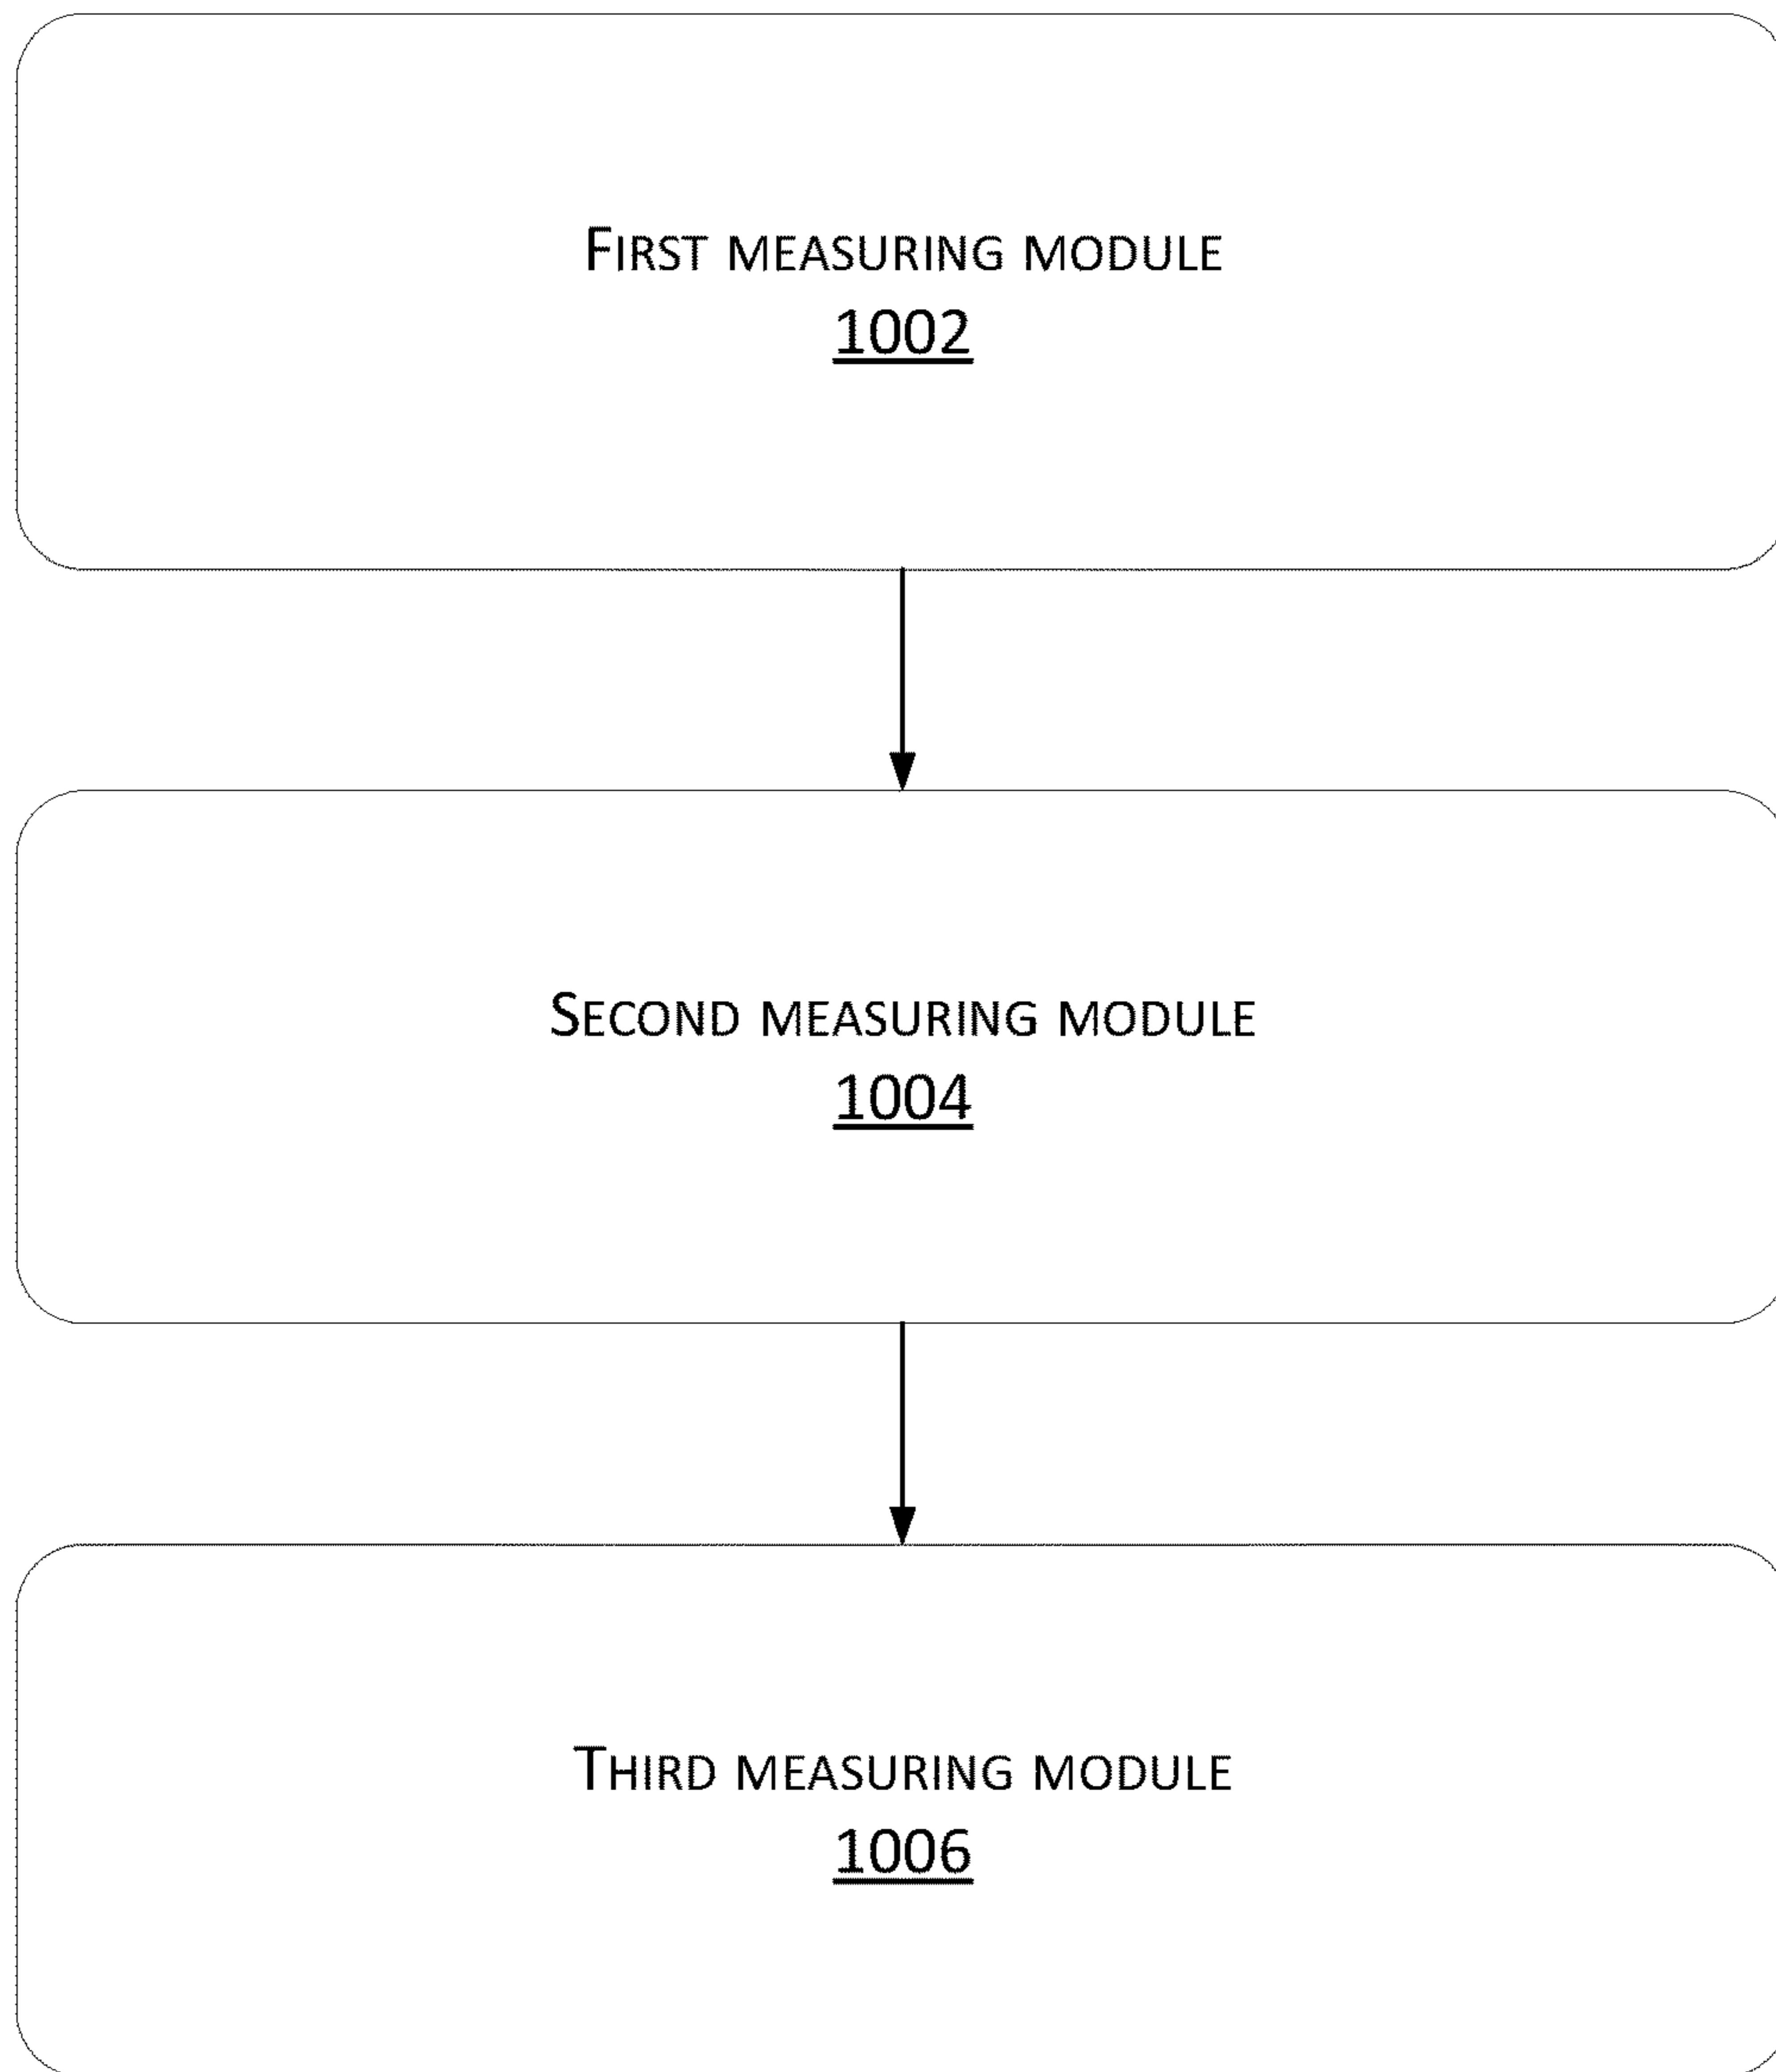 First measuring module
1002
Second measuring module
1004
Third measuring module
1006